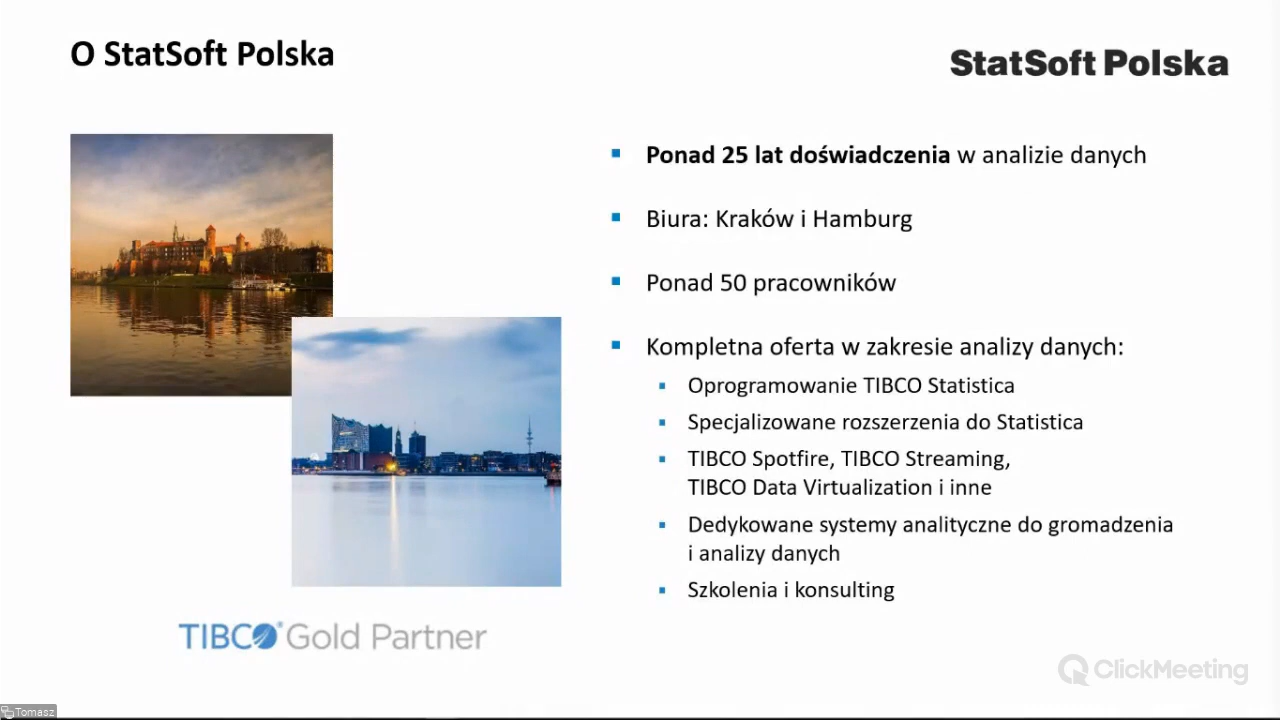 O StatSoft Polska
StatSoft Polska
Ponad 25 lat doświadczenia w analizie danych
Biura: Kraków i Hamburg
Ponad 50 pracowników
Kompletna oferta w zakresie analizy danych:
Oprogramowanie TIBCO Statistica
Specjalizowane rozszerzenia do Statistica
TIBCO Spotfire, TIBCO Streaming,
TIBCO Data Virtualization i inne
Dedykowane systemy analityczne do gromadzenia
i analizy danych
Szkolenia i konsulting
TIBCO® Gold Partner
ClickMeeting
Tomasz